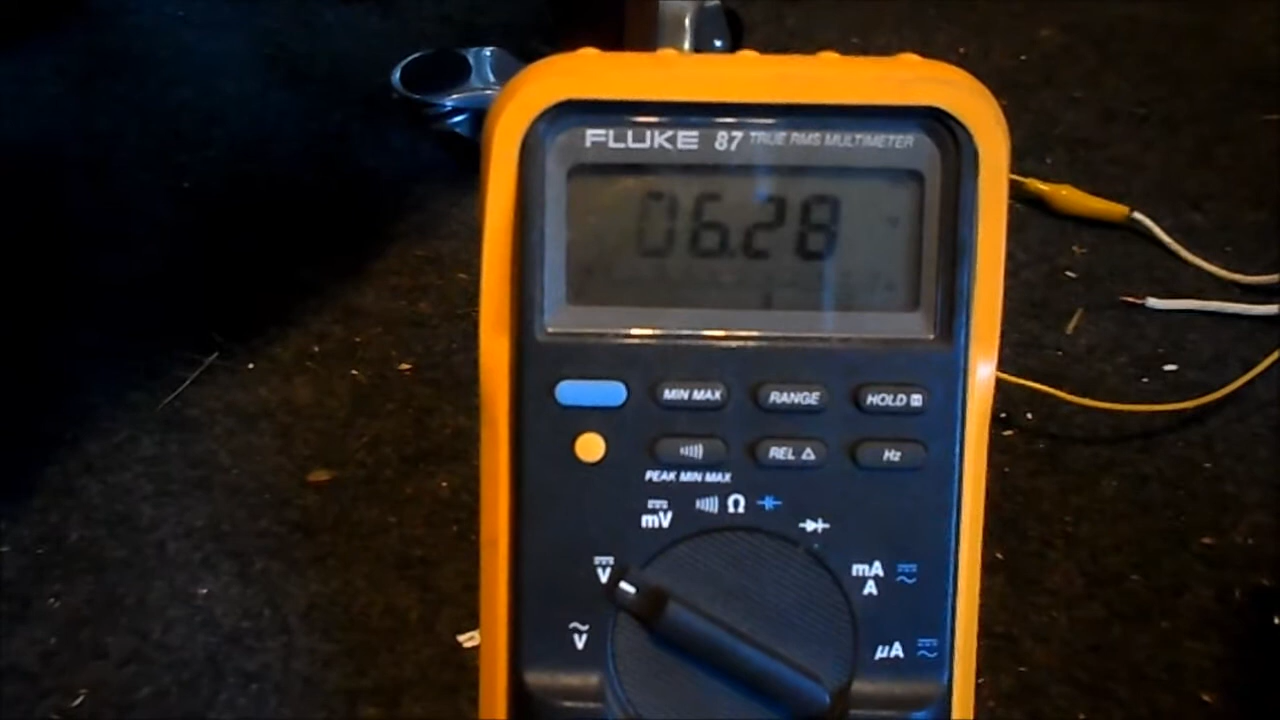 FLUKE 87 TRUE RMS MULTIMETER
06.28
MIN MAX RANGE HOLD H
REL △ Hz
PEAK MIN MAX
mV Ω
V mA A
V µA